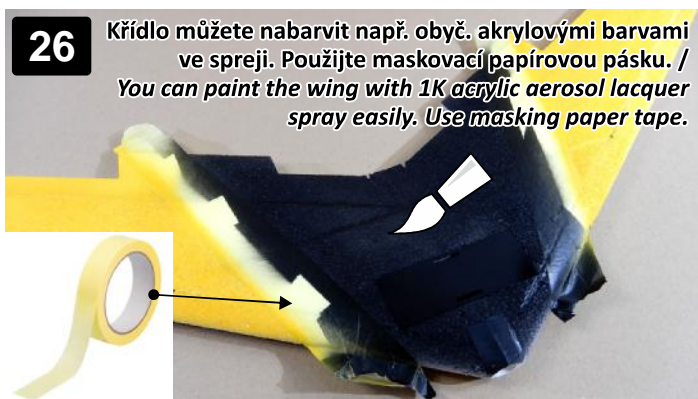 26
Křídlo můžete nabarvit např. obyč. akrylovými barvami
ve spreji. Použijte maskovací papírovou pásku. /
You can paint the wing with 1K acrylic aerosol lacquer
spray easily. Use masking paper tape.